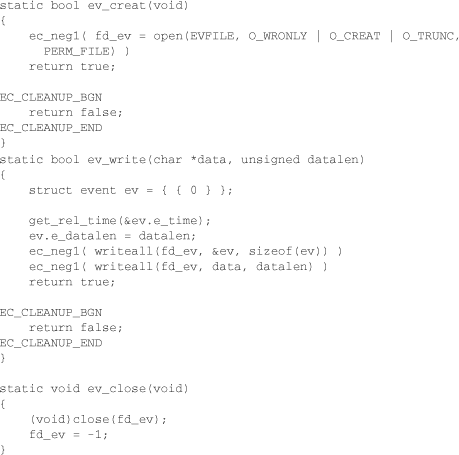 static bool ev_creat(void)
{
    ec_neg1( fd_ev = open(EVFILE, O_WRONLY | O_CREAT | O_TRUNC,
      PERM_FILE) )
    return true;

EC_CLEANUP_BGN
    return false;
EC_CLEANUP_END
}
static bool ev_write(char *data, unsigned datalen)
{
    struct event ev = { { 0 } };

    get_rel_time(&ev.e_time);
    ev.e_datalen = datalen;
    ec_neg1( writeall(fd_ev, &ev, sizeof(ev)) )
    ec_neg1( writeall(fd_ev, data, datalen) )
    return true;

EC_CLEANUP_BGN
    return false;
EC_CLEANUP_END
}

static void ev_close(void)
{
    (void)close(fd_ev);
    fd_ev = -1;
}